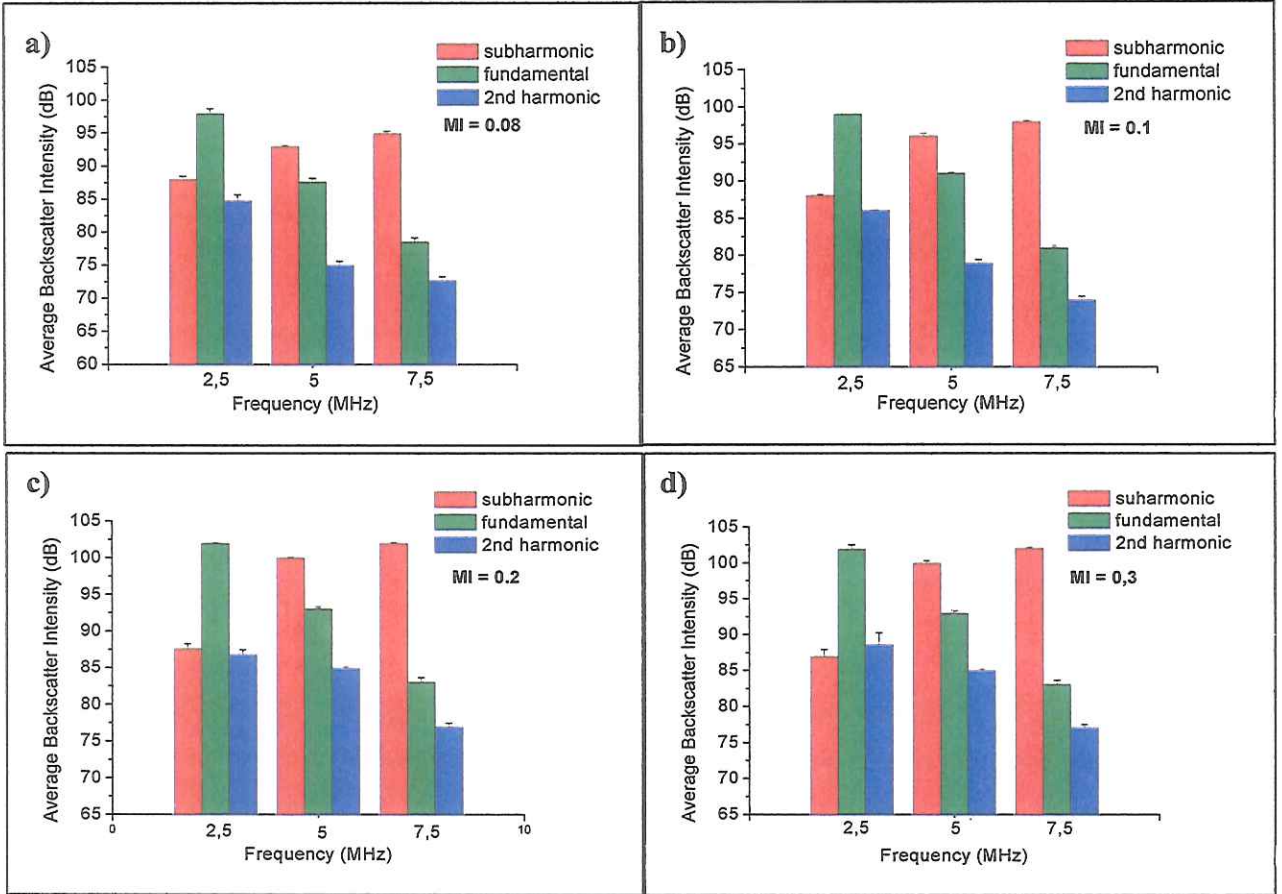 a)
subharmonic
fundamental
2nd harmonic
MI = 0.08
Average Backscatter Intensity (dB)
105
100
95
90
85
80
75
70
65
60
2,5 5 7,5
Frequency (MHz)
b)
subharmonic
fundamental
2nd harmonic
MI = 0.1
Average Backscatter Intensity (dB)
105
100
95
90
85
80
75
70
65
2,5 5 7,5
Frequency (MHz)
c)
subharmonic
fundamental
2nd harmonic
MI = 0.2
Average Backscatter Intensity (dB)
105
100
95
90
85
80
75
70
65
0 2,5 5 7,5 10
Frequency (MHz)
d)
suharmonic
fundamental
2nd harmonic
MI = 0,3
Average Backscatter Intensity (dB)
105
100
95
90
85
80
75
70
65
2,5 5 7,5
Frequency (MHz)